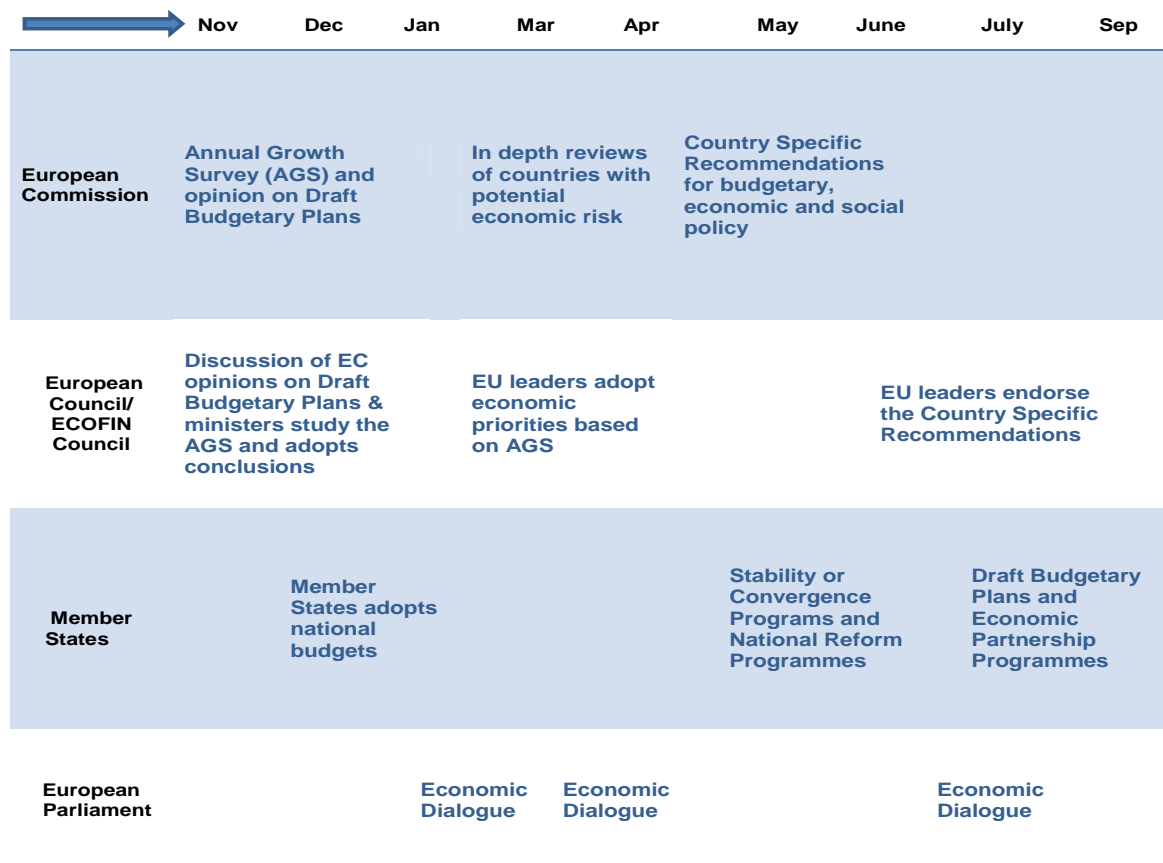 Nov Dec Jan Mar Apr May June July Sep
European
Commission
Annual Growth
Survey (AGS) and
opinion on Draft
Budgetary Plans
In depth reviews
of countries with
potential
economic risk
Country Specific
Recommendations
for budgetary,
economic and social
policy
European
Council/
ECOFIN
Council
Discussion of EC
opinions on Draft
Budgetary Plans &
ministers study the
AGS and adopts
conclusions
EU leaders adopt
economic
priorities based
on AGS
EU leaders endorse
the Country Specific
Recommendations
Member
States
Member
States adopts
national
budgets
Stability or
Convergence
Programs and
National Reform
Programmes
Draft Budgetary
Plans and
Economic
Partnership
Programmes
European
Parliament
Economic
Dialogue
Economic
Dialogue
Economic
Dialogue